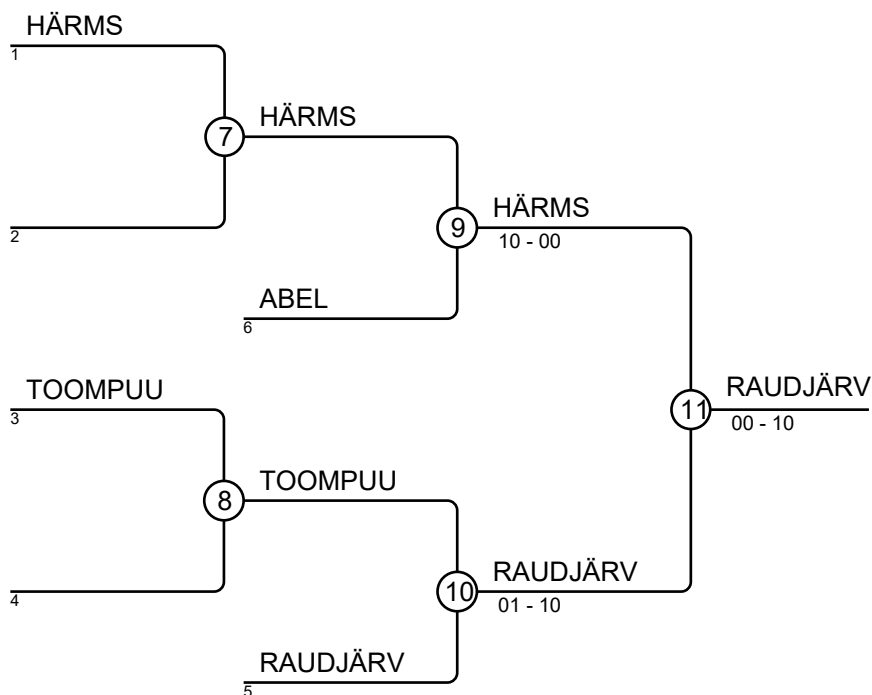 HÄRMS
1
7
HÄRMS
2
9
HÄRMS
10 - 00
ABEL
6
TOOMPUU
3
11
RAUDJÄRV
00 - 10
8
TOOMPUU
4
10
RAUDJÄRV
01 - 10
RAUDJÄRV
5